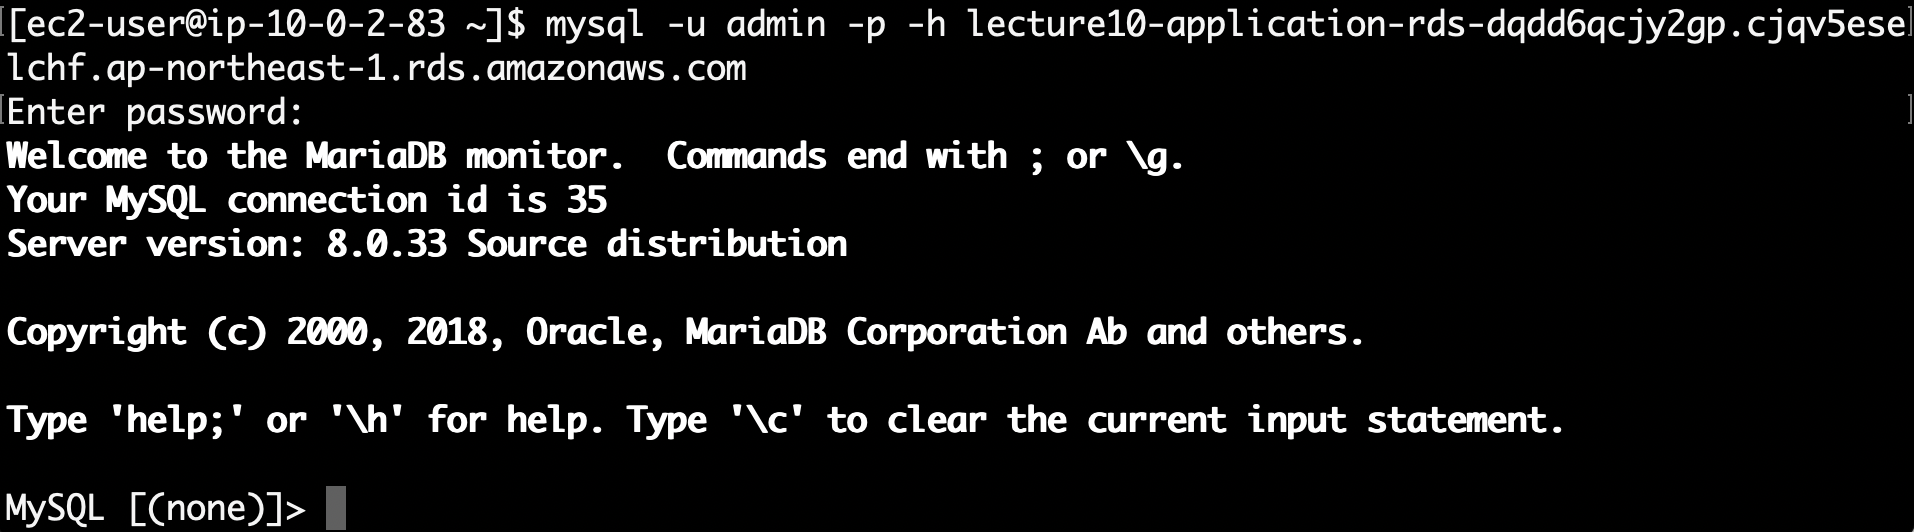 [ec2-user@ip-10-0-2-83 ~]$ mysql -u admin -p -h lecture10-application-rds-dqdd6qcjy2gp.cjqv5ese
lchf.ap-northeast-1.rds.amazonaws.com
Enter password:
Welcome to the MariaDB monitor.  Commands end with ; or \g.
Your MySQL connection id is 35
Server version: 8.0.33 Source distribution
Copyright (c) 2000, 2018, Oracle, MariaDB Corporation Ab and others.
Type 'help;' or '\h' for help. Type '\c' to clear the current input statement.
MySQL [(none)]>